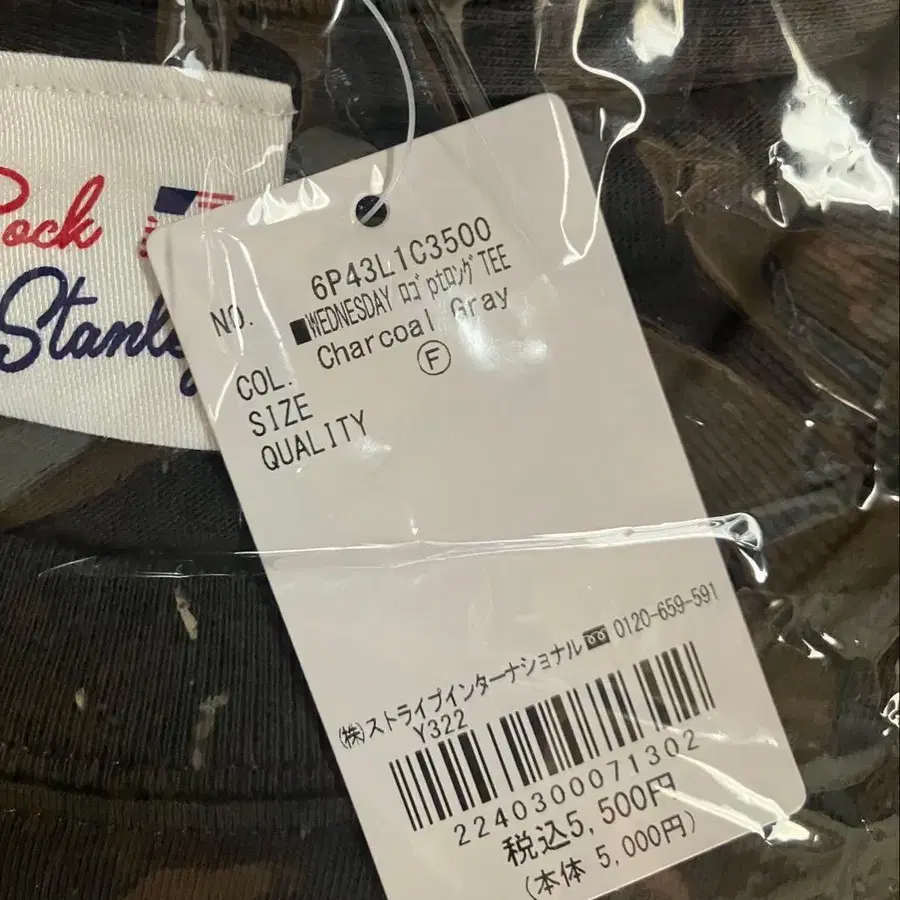 Rock
Stanley
NO. 6P43L1C3500
■WEDNESDAY ﾛｺﾞptﾛﾝｸﾞTEE
COL. Charcoal Gray
SIZE Ⓕ
QUALITY
(株)ストライプインターナショナル 0120-659-591
Y322
2240300071302
税込5,500円
(本体 5,000円)